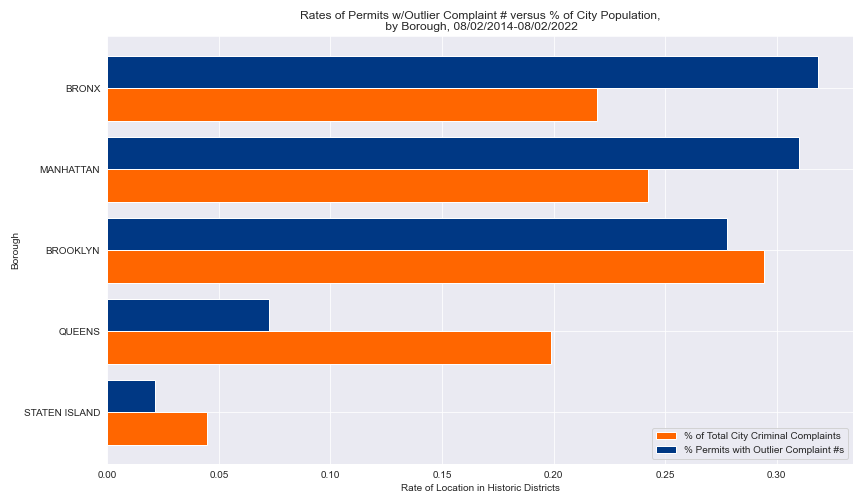 Rates of Permits w/Outlier Complaint # versus % of City Population,
by Borough, 08/02/2014-08/02/2022
BRONX
MANHATTAN
BROOKLYN
QUEENS
STATEN ISLAND
Borough
% of Total City Criminal Complaints
% Permits with Outlier Complaint #s
0.00 0.05 0.10 0.15 0.20 0.25 0.30
Rate of Location in Historic Districts